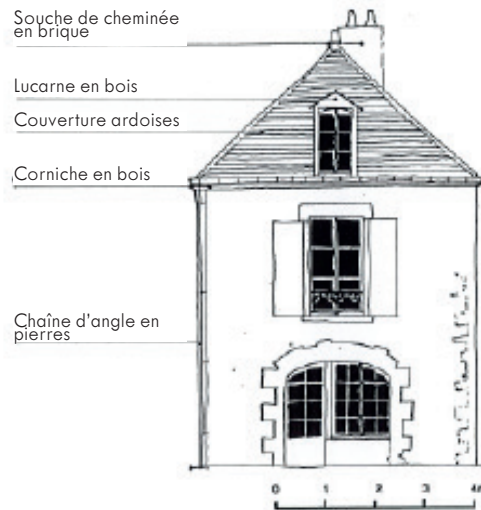 Souche de cheminée
en brique
Lucarne en bois
Couverture ardoises
Corniche en bois
Chaîne d'angle en
pierres
0 1 2 3 4m